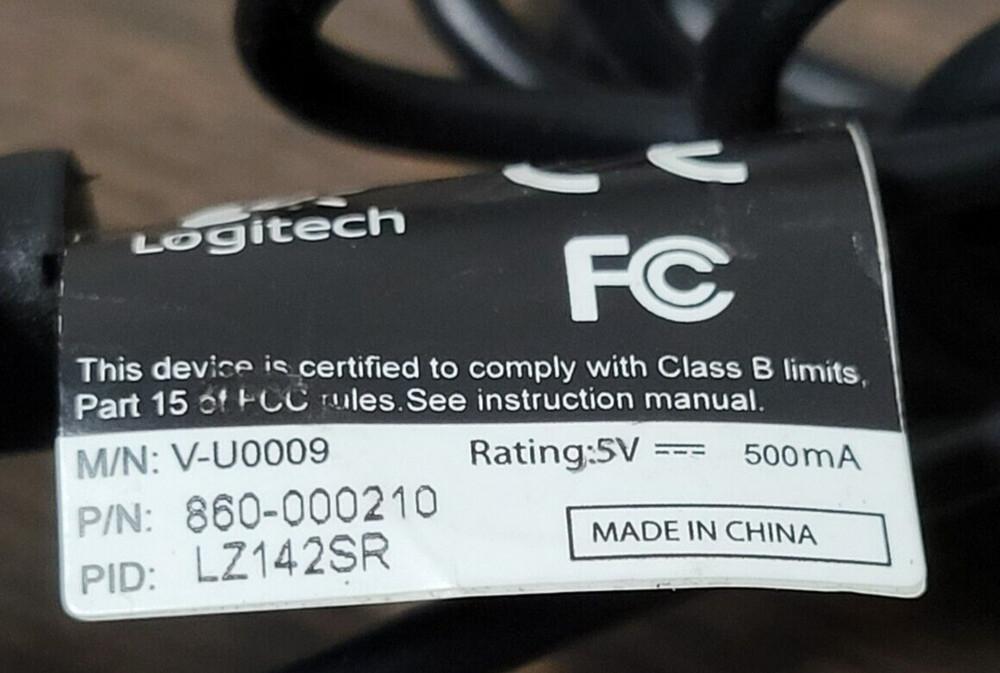 Logitech
CE
FC
This device is certified to comply with Class B limits,
Part 15 of FCC rules.See instruction manual.
M/N: V-U0009
Rating:5V ⎓ 500mA
P/N: 860-000210
MADE IN CHINA
PID: LZ142SR